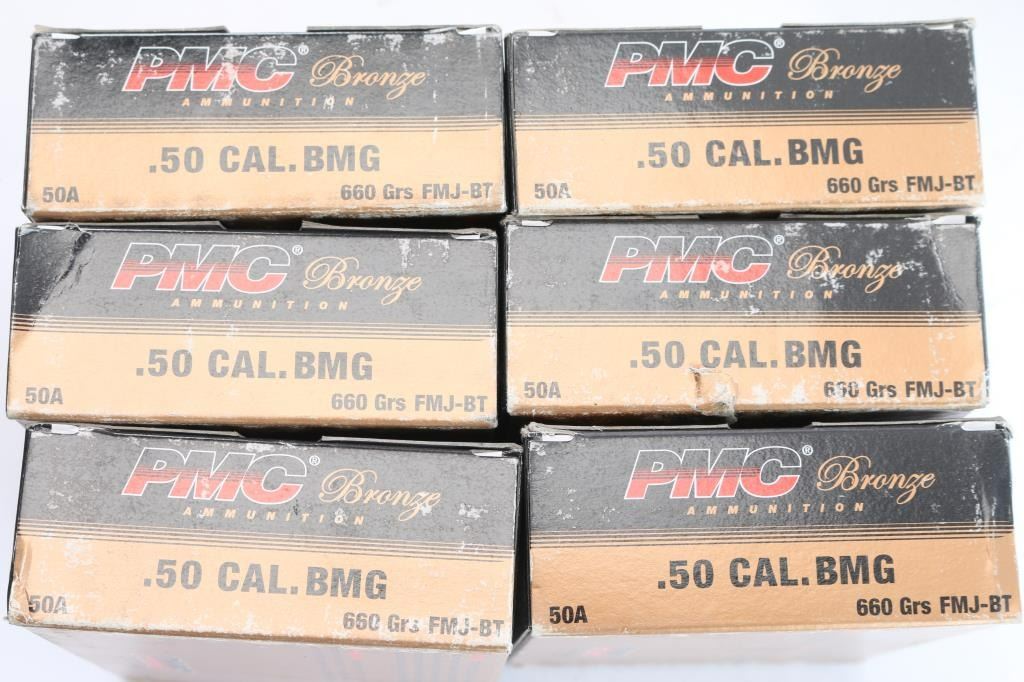 PMC® Bronze
AMMUNITION
.50 CAL. BMG
50A 660 Grs FMJ-BT
PMC® Bronze
AMMUNITION
.50 CAL. BMG
50A 660 Grs FMJ-BT
PMC® Bronze
AMMUNITION
.50 CAL. BMG
50A 660 Grs FMJ-BT
PMC® Bronze
AMMUNITION
.50 CAL. BMG
50A 660 Grs FMJ-BT
PMC® Bronze
AMMUNITION
.50 CAL. BMG
50A 660 Grs FMJ-BT
PMC® Bronze
AMMUNITION
.50 CAL. BMG
50A 660 Grs FMJ-BT